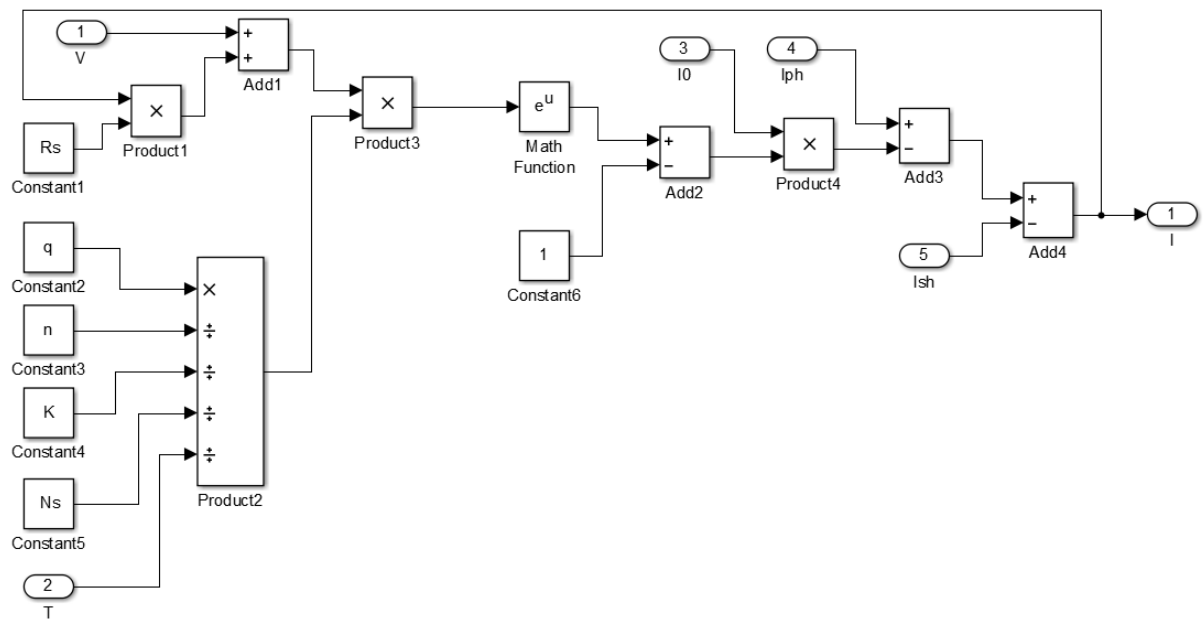 1
V
+
+
Add1
×
Product1
Rs
Constant1
×
Product3
e^u
Math
Function
3
I0
4
Iph
+
−
Add2
×
Product4
+
−
Add3
+
−
Add4
1
I
5
Ish
1
Constant6
q
Constant2
n
Constant3
K
Constant4
Ns
Constant5
×
÷
÷
÷
÷
Product2
2
T